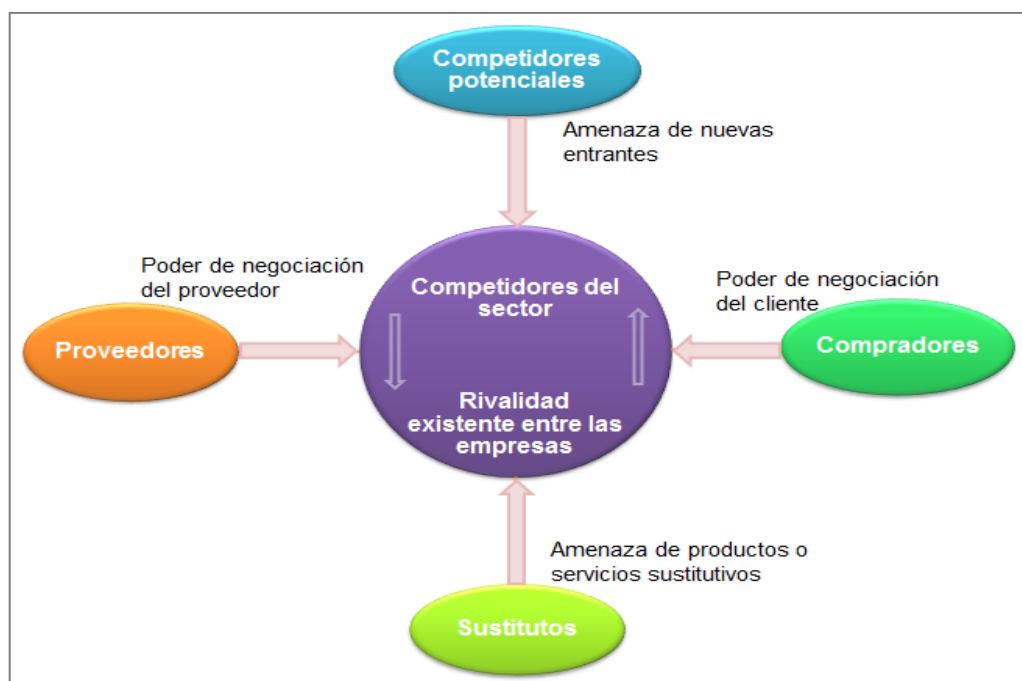 Competidores
potenciales
Amenaza de nuevas
entrantes
Poder de negociación
del proveedor
Proveedores
Competidores del
sector
Rivalidad
existente entre las
empresas
Poder de negociación
del cliente
Compradores
Amenaza de productos o
servicios sustitutivos
Sustitutos